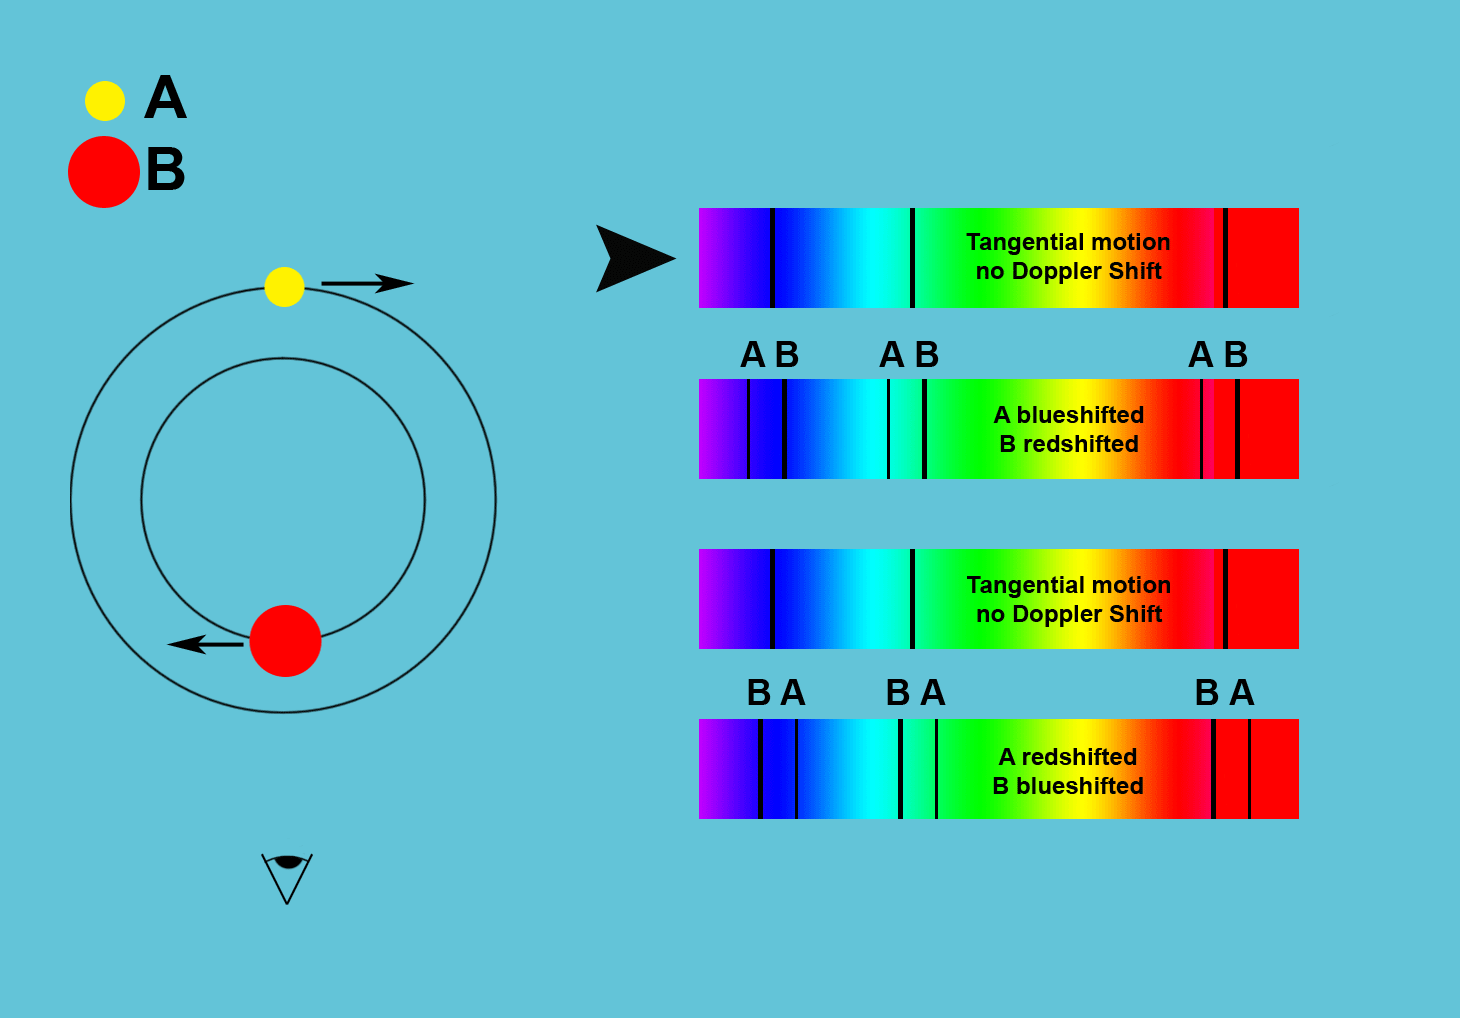 A
B
Tangential motion
no Doppler Shift
A B A B A B
A blueshifted
B redshifted
Tangential motion
no Doppler Shift
B A B A B A
A redshifted
B blueshifted